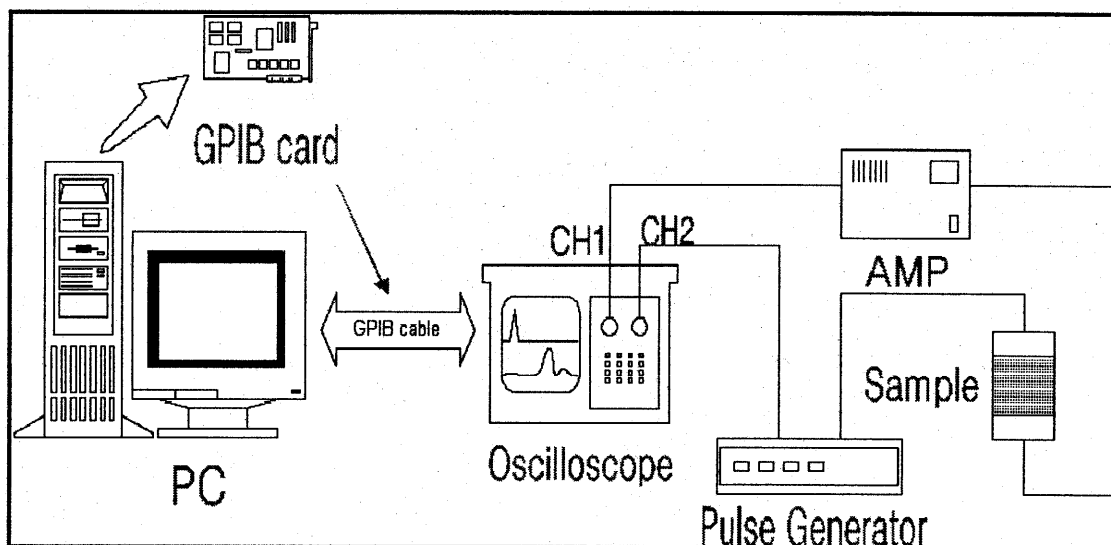 GPIB card
CH1
CH2
AMP
GPIB cable
Sample
Oscilloscope
PC
Pulse Generator